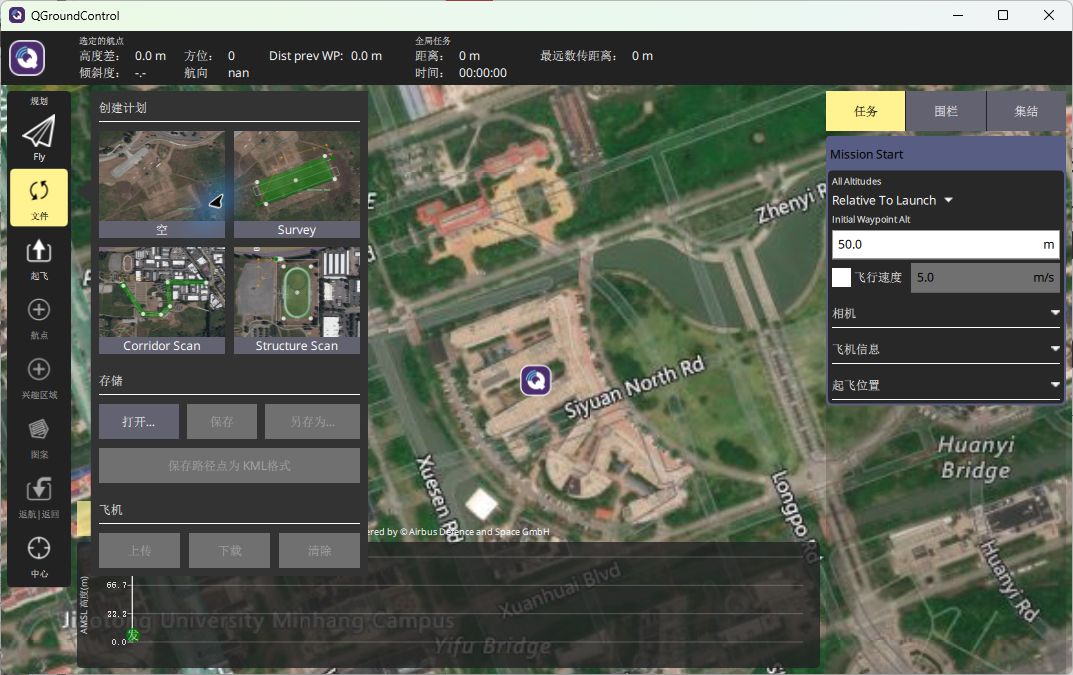 QGroundControl
选定的航点
高度差： 0.0 m 方位： 0 Dist prev WP: 0.0 m
倾斜度： -.- 航向 nan
全局任务
距离： 0 m 最远数传距离： 0 m
时间： 00:00:00
规划
Fly
文件
起飞
航点
兴趣区域
图案
返航|返回
中心
创建计划
空
Survey
Corridor Scan
Structure Scan
存储
打开...
保存
另存为...
保存路径点为 KML格式
飞机
上传
下载
清除
任务
围栏
集结
Mission Start
All Altitudes
Relative To Launch
Initial Waypoint Alt
50.0 m
飞行速度 5.0 m/s
相机
飞机信息
起飞位置
Zhenyi R
Siyuan North Rd
Xuesen Rd
Longpo Rd
Huanyi
Bridge
Huanyi Rd
ered by © Airbus Defence and Space GmbH
Xuanhuai Blvd
Jiaotong University Minhang Campus
Yifu Bridge
AMSL 高度(m)
66.7
33.3
0.0
发